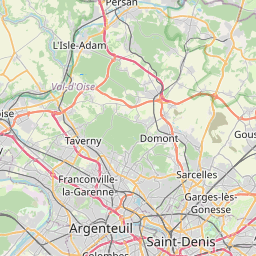 Persan
L'Isle-Adam
Val-d'Oise
oise
Taverny
Domont
Gous
Franconville-
la-Garenne
Sarcelles
Garges-lès-
Gonesse
Argenteuil
Saint-Denis
Colombes